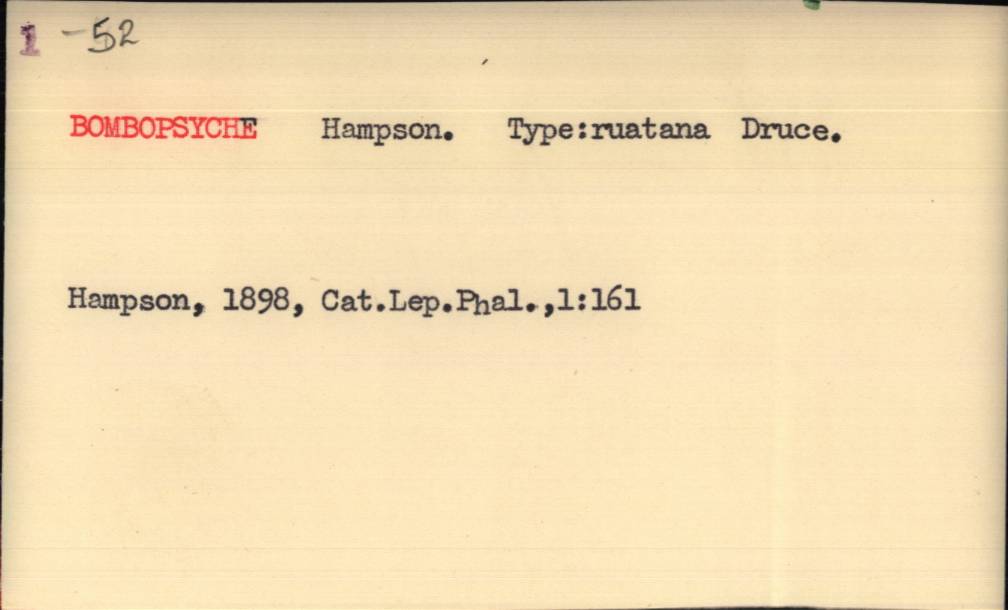 1 -52
BOMBOPSYCHE Hampson. Type:ruatana Druce.
Hampson, 1898, Cat.Lep.Phal.,1:161